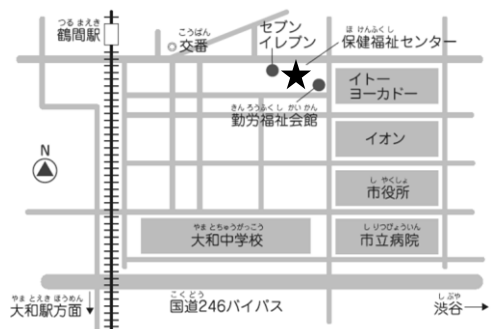 つる ま えき
鶴間駅
こうばん
交番
セブン
イレブン
ほ けんふくし
保健福祉センター
イトー
ヨーカドー
きんろうふくし かいかん
勤労福祉会館
イオン
N
し やくしょ
市役所
やま とちゅうがっこう
大和中学校
し りつびょういん
市立病院
やま とえき ほうめん
大和駅方面
こくどう
国道246バイパス
しぶや
渋谷